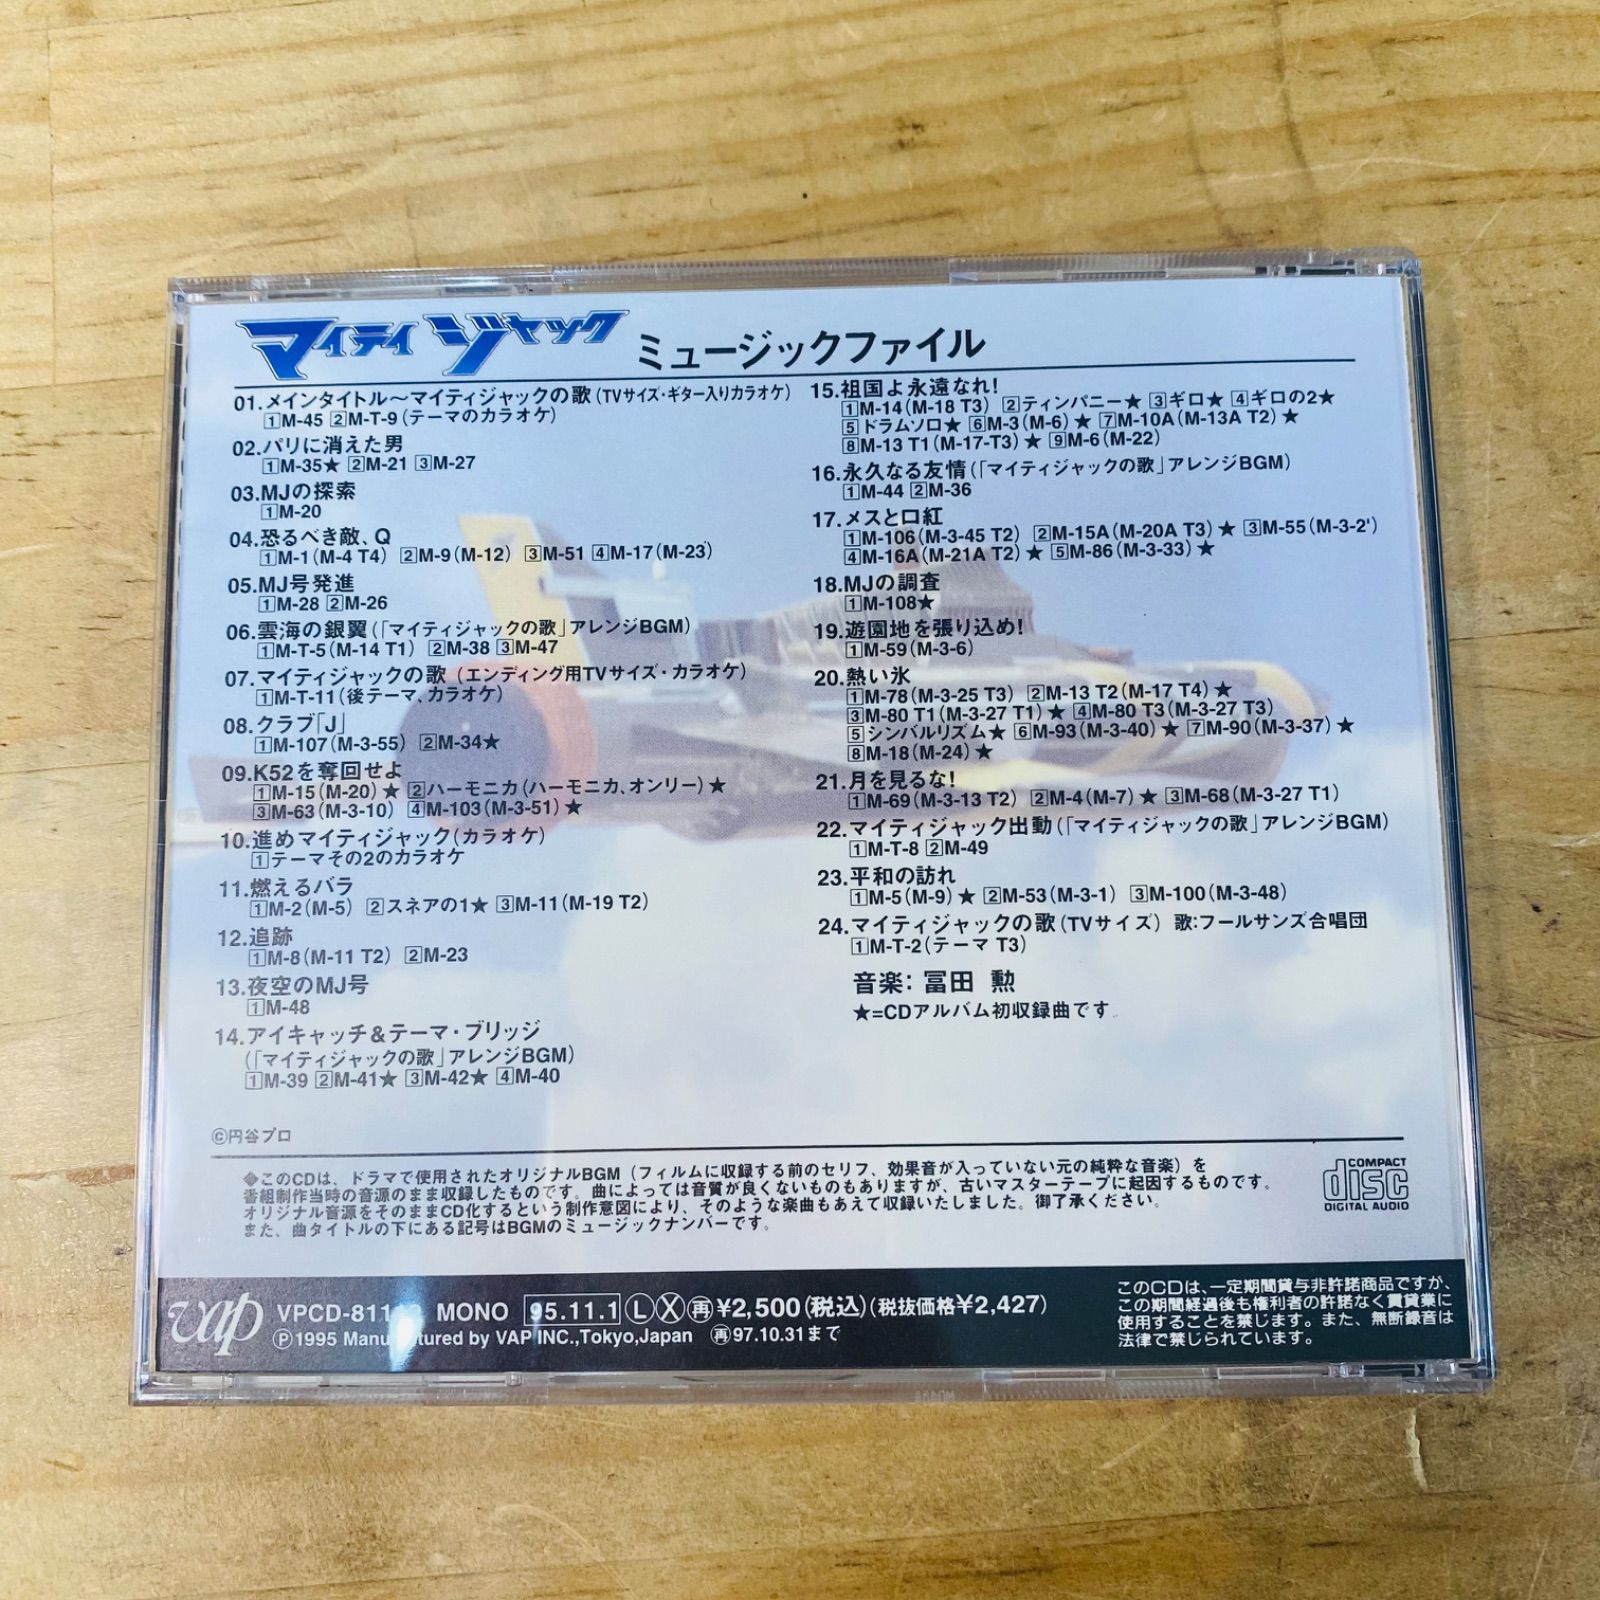 マイティ ジャック ミュージックファイル
01.メインタイトル〜マイティジャックの歌(TVサイズ・ギター入りカラオケ)
1M-45 2M-T-9(テーマのカラオケ)
02.パリに消えた男
1M-35★ 2M-21 3M-27
03.MJの探索
1M-20
04.恐るべき敵、Q
1M-1(M-4 T4) 2M-9(M-12) 3M-51 4M-17(M-23)
05.MJ号発進
1M-28 2M-26
06.雲海の銀翼(「マイティジャックの歌」アレンジBGM)
1M-T-5(M-14 T1) 2M-38 3M-47
07.マイティジャックの歌(エンディング用TVサイズ・カラオケ)
1M-T-11(後テーマ、カラオケ)
08.クラブ「J」
1M-107(M-3-55) 2M-34★
09.K52を奪回せよ
1M-15(M-20)★ 2ハーモニカ(ハーモニカ、オンリー)★
3M-63(M-3-10) 4M-103(M-3-51)★
10.進めマイティジャック(カラオケ)
1テーマその2のカラオケ
11.燃えるバラ
1M-2(M-5) 2スネアの1★ 3M-11(M-19 T2)
12.追跡
1M-8(M-11 T2) 2M-23
13.夜空のMJ号
1M-48
14.アイキャッチ&テーマ・ブリッジ
(「マイティジャックの歌」アレンジBGM)
1M-39 2M-41★ 3M-42★ 4M-40
15.祖国よ永遠なれ!
1M-14(M-18 T3) 2ティンパニー★ 3ギロ★ 4ギロの2★
5ドラムソロ★ 6M-3(M-6)★ 7M-10A(M-13A T2)★
8M-13 T1(M-17-T3)★ 9M-6(M-22)
16.永久なる友情(「マイティジャックの歌」アレンジBGM)
1M-44 2M-36
17.メスと口紅
1M-106(M-3-45 T2) 2M-15A(M-20A T3)★ 3M-55(M-3-2')
4M-16A(M-21A T2)★ 5M-86(M-3-33)★
18.MJの調査
1M-108★
19.遊園地を張り込め!
1M-59(M-3-6)
20.熱い氷
1M-78(M-3-25 T3) 2M-13 T2(M-17 T4)★
3M-80 T1(M-3-27 T1)★ 4M-80 T3(M-3-27 T3)
5シンバルリズム★ 6M-93(M-3-40)★ 7M-90(M-3-37)★
8M-18(M-24)★
21.月を見るな!
1M-69(M-3-13 T2) 2M-4(M-7)★ 3M-68(M-3-27 T1)
22.マイティジャック出動(「マイティジャックの歌」アレンジBGM)
1M-T-8 2M-49
23.平和の訪れ
1M-5(M-9)★ 2M-53(M-3-1) 3M-100(M-3-48)
24.マイティジャックの歌(TVサイズ) 歌:フールサンズ合唱団
1M-T-2(テーマ T3)
音楽:冨田 勲
★=CDアルバム初収録曲です
©円谷プロ
◆このCDは、ドラマで使用されたオリジナルBGM(フィルムに収録する前のセリフ、効果音が入っていない元の純粋な音楽)を
番組制作当時の音源のまま収録したものです。曲によっては音質が良くないものもありますが、古いマスターテープに起因するものです。
オリジナル音源をそのままCD化するという制作意図により、そのような楽曲もあえて収録いたしました。御了承ください。
また、曲タイトルの下にある記号はBGMのミュージックナンバーです。
COMPACT
disc
DIGITAL AUDIO
vap VPCD-811 MONO 95.11.1 Ⓛ Ⓧ ㊢¥2,500(税込)(税抜価格¥2,427)
Ⓟ1995 Manufactured by VAP INC.,Tokyo,Japan 再97.10.31まで
このCDは、一定期間貸与非許諾商品ですが、
この期間経過後も権利者の許諾なく賃貸業に
使用することを禁じます。また、無断録音は
法律で禁じられています。